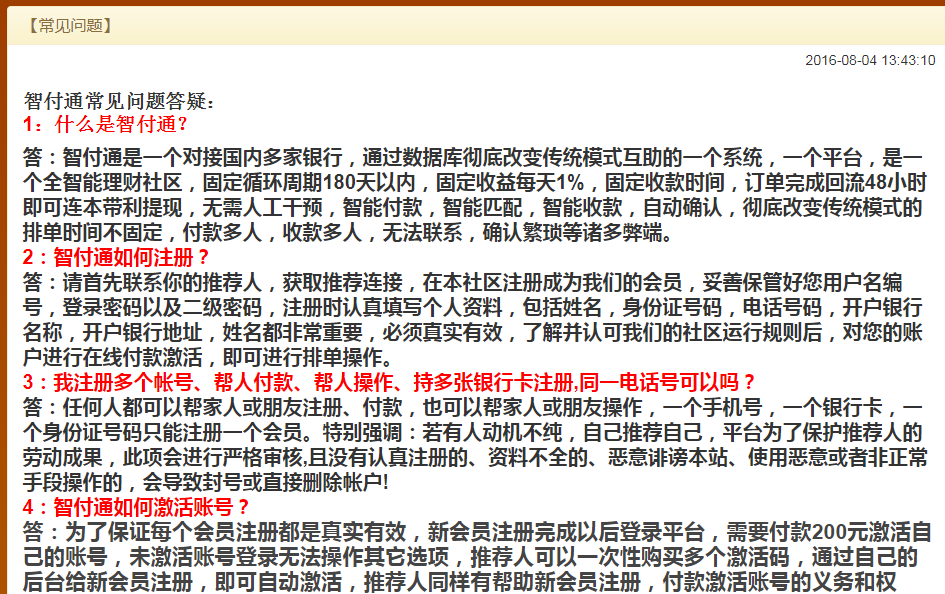 【常见问题】
2016-08-04 13:43:10
智付通常见问题答疑：
1：什么是智付通？
答：智付通是一个对接国内多家银行，通过数据库彻底改变传统模式互助的一个系统，一个平台，是一
个全智能理财社区，固定循环周期180天以内，固定收益每天1%，固定收款时间，订单完成回流48小时
即可连本带利提现，无需人工干预，智能付款，智能匹配，智能收款，自动确认，彻底改变传统模式的
排单时间不固定，付款多人，收款多人，无法联系，确认繁琐等诸多弊端。
2：智付通如何注册？
答：请首先联系你的推荐人，获取推荐连接，在本社区注册成为我们的会员，妥善保管好您用户名编
号，登录密码以及二级密码，注册时认真填写个人资料，包括姓名，身份证号码，电话号码，开户银行
名称，开户银行地址，姓名都非常重要，必须真实有效，了解并认可我们的社区运行规则后，对您的账
户进行在线付款激活，即可进行排单操作。
3：我注册多个帐号、帮人付款、帮人操作、持多张银行卡注册,同一电话号可以吗？
答：任何人都可以帮家人或朋友注册、付款，也可以帮家人或朋友操作，一个手机号，一个银行卡，一
个身份证号码只能注册一个会员。特别强调：若有人动机不纯，自己推荐自己，平台为了保护推荐人的
劳动成果，此项会进行严格审核,且没有认真注册的、资料不全的、恶意诽谤本站、使用恶意或者非正常
手段操作的，会导致封号或直接删除帐户!
4：智付通如何激活账号？
答：为了保证每个会员注册都是真实有效，新会员注册完成以后登录平台，需要付款200元激活自
己的账号，未激活账号登录无法操作其它选项，推荐人可以一次性购买多个激活码，通过自己的
后台给新会员注册，即可自动激活，推荐人同样有帮助新会员注册，付款激活账号的义务和权